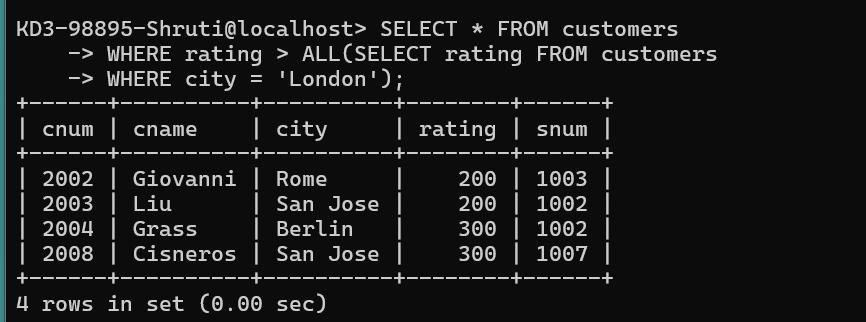 KD3-98895-Shruti@localhost> SELECT * FROM customers
    -> WHERE rating > ALL(SELECT rating FROM customers
    -> WHERE city = 'London');
+------+----------+----------+--------+------+
| cnum | cname    | city     | rating | snum |
+------+----------+----------+--------+------+
| 2002 | Giovanni | Rome     |    200 | 1003 |
| 2003 | Liu      | San Jose |    200 | 1002 |
| 2004 | Grass    | Berlin   |    300 | 1002 |
| 2008 | Cisneros | San Jose |    300 | 1007 |
+------+----------+----------+--------+------+
4 rows in set (0.00 sec)